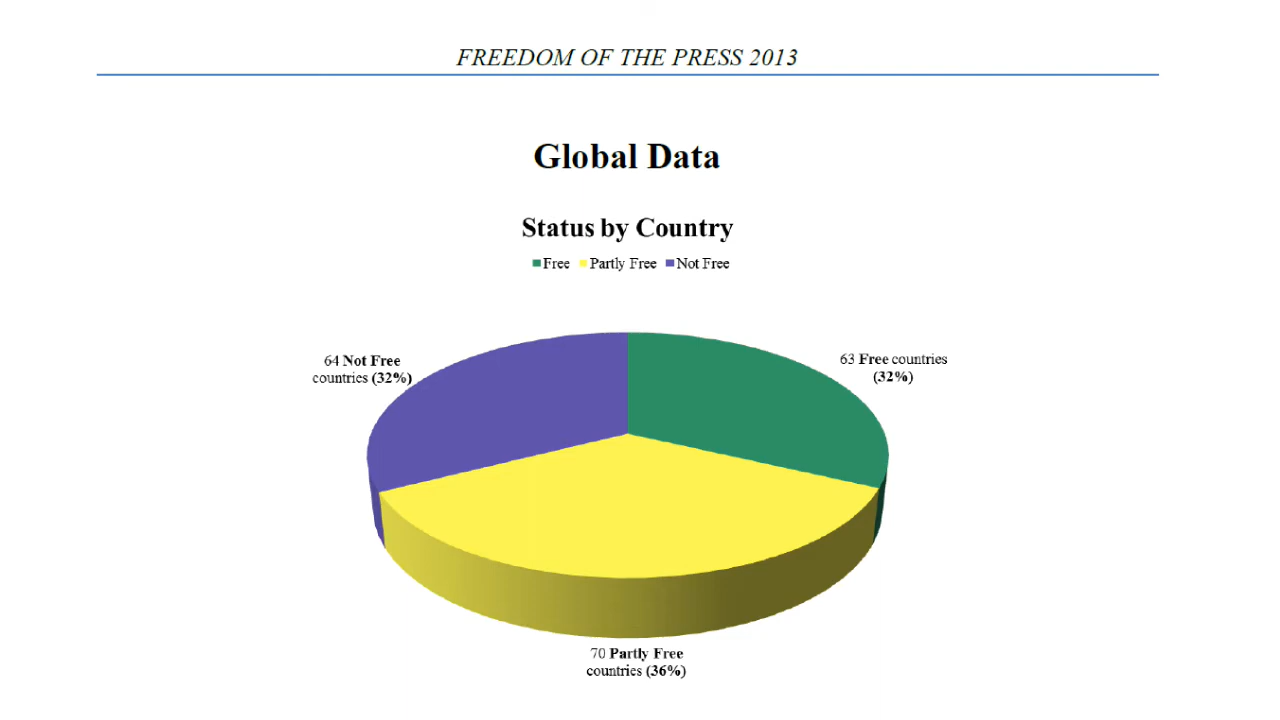 FREEDOM OF THE PRESS 2013
Global Data
Status by Country
Free Partly Free Not Free
64 Not Free
countries (32%)
63 Free countries
(32%)
70 Partly Free
countries (36%)